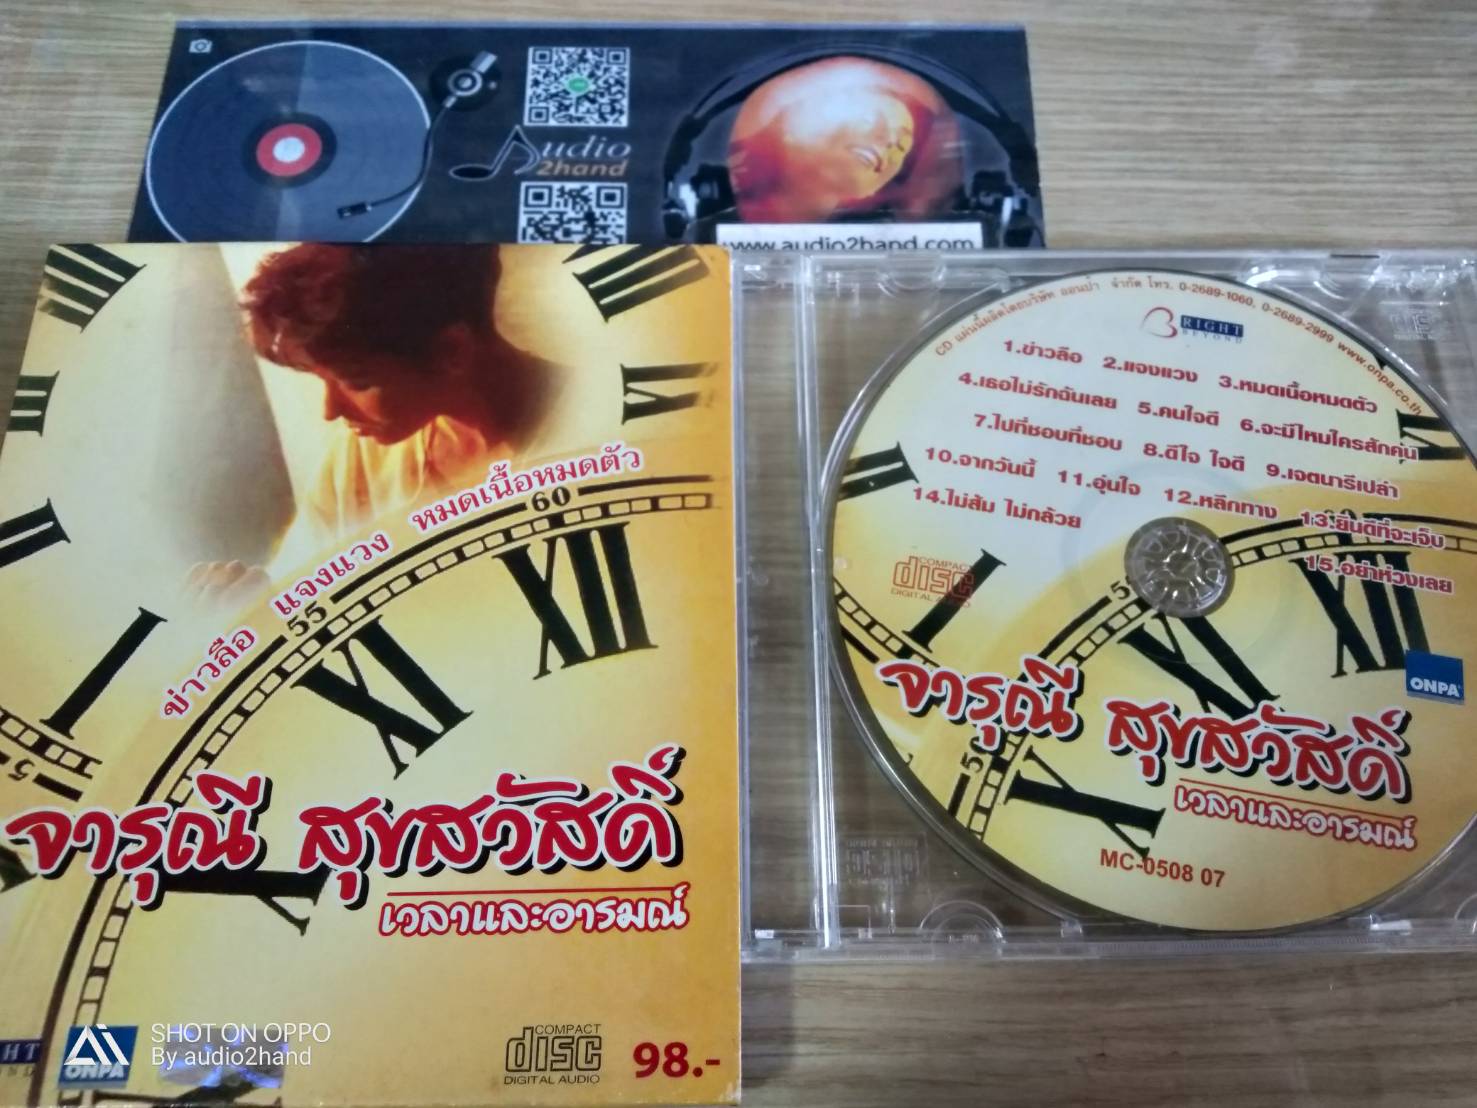 Audio
2hand
www.audio2hand.com
ข่าวลือ แจงแวง หมดเนื้อหมดตัว
55
60
จารุณี สุขสวัสดิ์
เวลาและอารมณ์
SHOT ON OPPO
By audio2hand
ONPA
COMPACT
disc
DIGITAL AUDIO
98.-
CD แผ่นนี้ผลิตโดยบริษัท ออนป้า จำกัด โทร. 0-2689-1060, 0-2689-2999 www.onpa.co.th
RIGHT
BEYOND
1.ข่าวลือ 2.แจงแวง 3.หมดเนื้อหมดตัว
4.เธอไม่รักฉันเลย 5.คนใจดี 6.จะมีไหมใครสักคน
7.ไปที่ชอบที่ชอบ 8.ดีใจ ใจดี 9.เจตนารึเปล่า
10.จากวันนี้ 11.อุ่นใจ 12.หลีกทาง 13.ยินดีที่จะเจ็บ
14.ไม่ส้ม ไม่กล้วย 15.อย่าห่วงเลย
COMPACT
disc
DIGITAL AUDIO
จารุณี สุขสวัสดิ์
เวลาและอารมณ์
ONPA
MC-0508 07